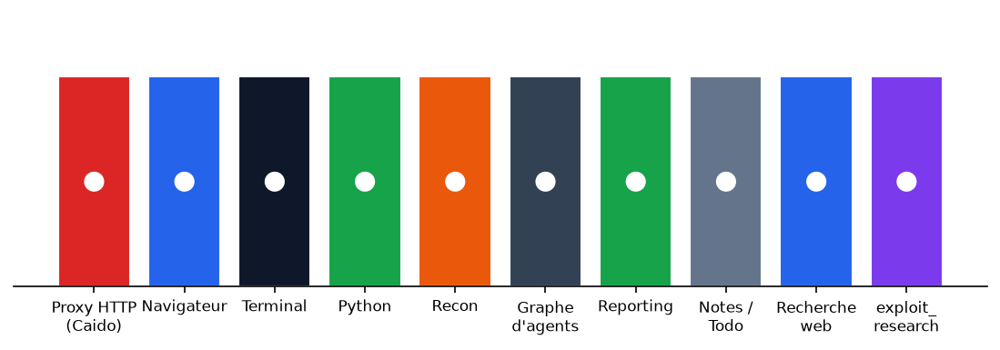 Proxy HTTP
(Caido)
Navigateur
Terminal
Python
Recon
Graphe
d'agents
Reporting
Notes /
Todo
Recherche
web
exploit_
research